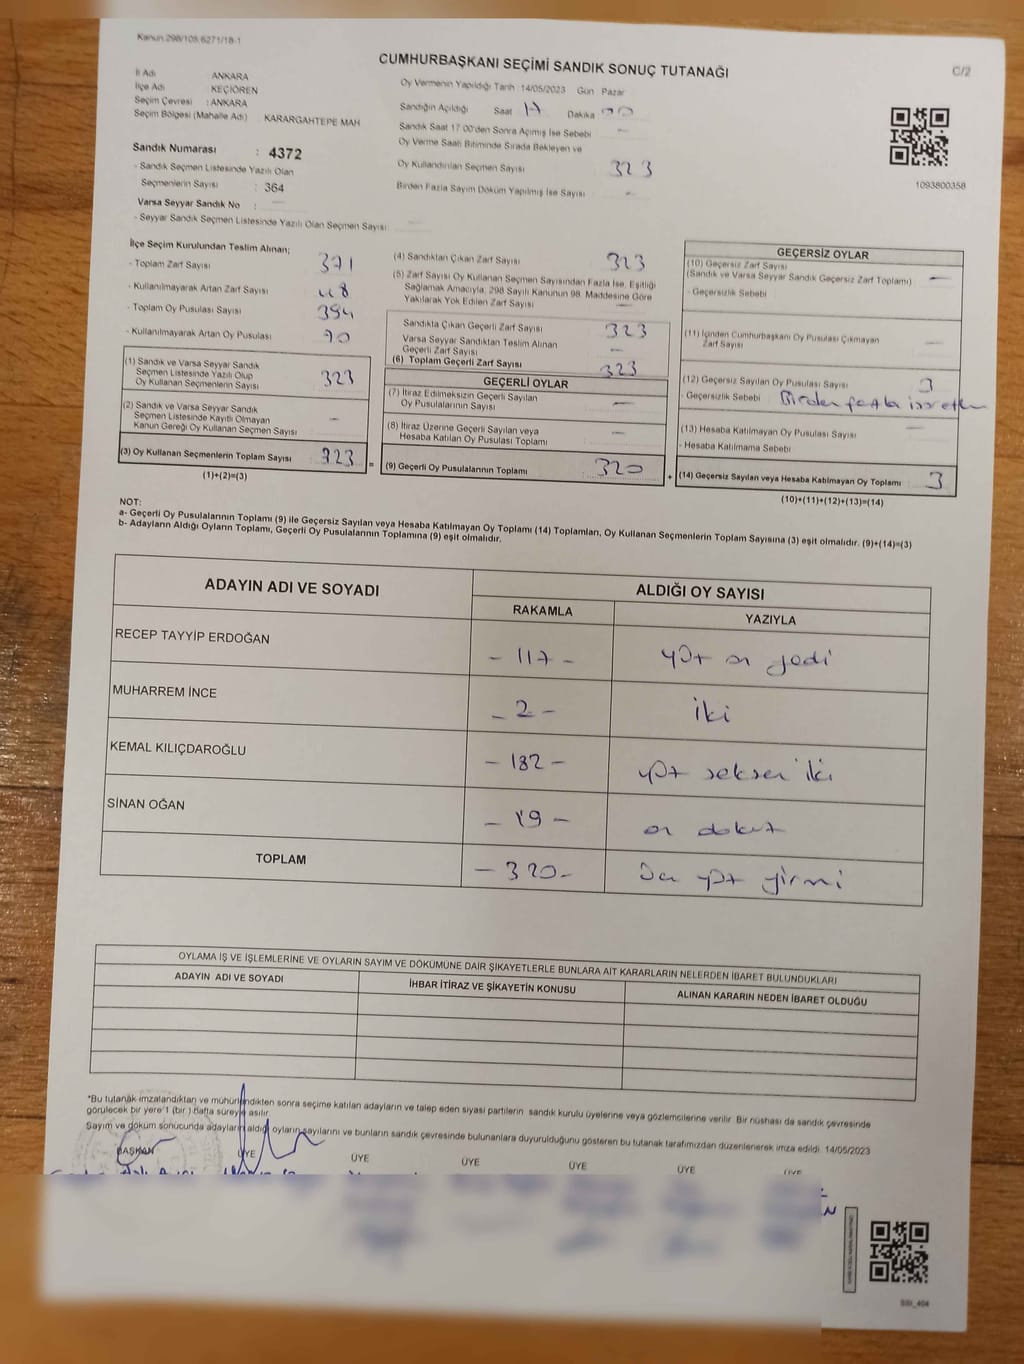 Kanun.298/105.6271/18-1
CUMHURBAŞKANI SEÇİMİ SANDIK SONUÇ TUTANAĞI
C/2
İl Adı ANKARA
İlçe Adı KEÇİÖREN
Seçim Çevresi : ANKARA
Seçim Bölgesi (Mahalle Adı) KARARGAHTEPE MAH
Sandık Numarası : 4372
- Sandık Seçmen Listesinde Yazılı Olan
Seçmenlerin Sayısı : 364
Varsa Seyyar Sandık No : —
- Seyyar Sandık Seçmen Listesinde Yazılı Olan Seçmen Sayısı:
Oy Vermenin Yapıldığı Tarih :14/05/2023 Gün Pazar
Sandığın Açıldığı Saat 17 Dakika 00
Sandık Saat 17:00'den Sonra Açımış İse Sebebi —
Oy Verme Saati Bitiminde Sırada Bekleyen ve
Oy Kullandırılan Seçmen Sayısı 323
Birden Fazla Sayım Döküm Yapılmış İse Sayısı —
1093800358
İlçe Seçim Kurulundan Teslim Alınan;
- Toplam Zarf Sayısı 371
- Kullanılmayarak Artan Zarf Sayısı 48
- Toplam Oy Pusulası Sayısı 394
- Kullanılmayarak Artan Oy Pusulası 70
(1) Sandık ve Varsa Seyyar Sandık
Seçmen Listesinde Yazılı Olup
Oy Kullanan Seçmenlerin Sayısı 323
(2) Sandık ve Varsa Seyyar Sandık
Seçmen Listesinde Kayıtlı Olmayan
Kanun Gereği Oy Kullanan Seçmen Sayısı —
(3) Oy Kullanan Seçmenlerin Toplam Sayısı 323
(1)+(2)=(3)
(4) Sandıktan Çıkan Zarf Sayısı 323
(5) Zarf Sayısı Oy Kullanan Seçmen Sayısından Fazla İse, Eşitliği
Sağlamak Amacıyla, 298 Sayılı Kanunun 98. Maddesine Göre
Yakılarak Yok Edilen Zarf Sayısı —
Sandıkta Çıkan Geçerli Zarf Sayısı 323
Varsa Seyyar Sandıktan Teslim Alınan
Geçerli Zarf Sayısı —
(6) Toplam Geçerli Zarf Sayısı 323
GEÇERLİ OYLAR
(7) İtiraz Edilmeksizin Geçerli Sayılan
Oy Pusulalarının Sayısı —
(8) İtiraz Üzerine Geçerli Sayılan veya
Hesaba Katılan Oy Pusulası Toplamı —
= (9) Geçerli Oy Pusulalarının Toplamı 320
GEÇERSİZ OYLAR
(10) Geçersiz Zarf Sayısı
(Sandık ve Varsa Seyyar Sandık Geçersiz Zarf Toplamı) —
- Geçersizlik Sebebi
(11) İçinden Cumhurbaşkanı Oy Pusulası Çıkmayan
Zarf Sayısı —
(12) Geçersiz Sayılan Oy Pusulası Sayısı 3
- Geçersizlik Sebebi Birden fazla
(13) Hesaba Katılmayan Oy Pusulası Sayısı —
- Hesaba Katılmama Sebebi
+ (14) Geçersiz Sayılan veya Hesaba Katılmayan Oy Toplamı 3
(10)+(11)+(12)+(13)=(14)
NOT:
a- Geçerli Oy Pusulalarının Toplamı (9) ile Geçersiz Sayılan veya Hesaba Katılmayan Oy Toplamı (14) Toplamları, Oy Kullanan Seçmenlerin Toplam Sayısına (3) eşit olmalıdır. (9)+(14)=(3)
b- Adayların Aldığı Oyların Toplamı, Geçerli Oy Pusulalarının Toplamına (9) eşit olmalıdır.
ADAYIN ADI VE SOYADI ALDIĞI OY SAYISI
RAKAMLA YAZIYLA
RECEP TAYYİP ERDOĞAN - 117 - yüz on yedi
MUHARREM İNCE - 2 - iki
KEMAL KILIÇDAROĞLU - 182 - yüz seksen iki
SİNAN OĞAN - 19 - on dokuz
TOPLAM - 320 - üç yüz yirmi
OYLAMA İŞ VE İŞLEMLERİNE VE OYLARIN SAYIM VE DÖKÜMÜNE DAİR ŞİKAYETLERLE BUNLARA AİT KARARLARIN NELERDEN İBARET BULUNDUKLARI
ADAYIN ADI VE SOYADI İHBAR İTİRAZ VE ŞİKAYETİN KONUSU ALINAN KARARIN NEDEN İBARET OLDUĞU
*Bu tutanak imzalandıktan ve mühürlendikten sonra seçime katılan adayların ve talep eden siyasi partilerin sandık kurulu üyelerine veya gözlemcilerine verilir. Bir nüshası da sandık çevresinde
görülecek bir yere 1 (bir ) hafta süreyle asılır.
Sayım ve döküm sonucunda adayların aldığı oyların sayılarını ve bunların sandık çevresinde bulunanlara duyurulduğunu gösteren bu tutanak tarafımızdan düzenlenerek imza edildi. 14/05/2023
BAŞKAN ÜYE ÜYE ÜYE ÜYE ÜYE ÜYE